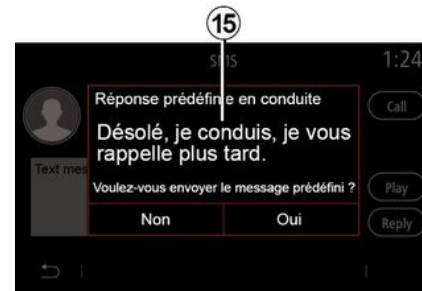 15
SMS
1:24
Réponse prédéfinie en conduite
Call
Désolé, je conduis, je vous
rappelle plus tard.
Text mes
Voulez-vous envoyer le message prédéfini ?
Play
Non
Oui
Reply